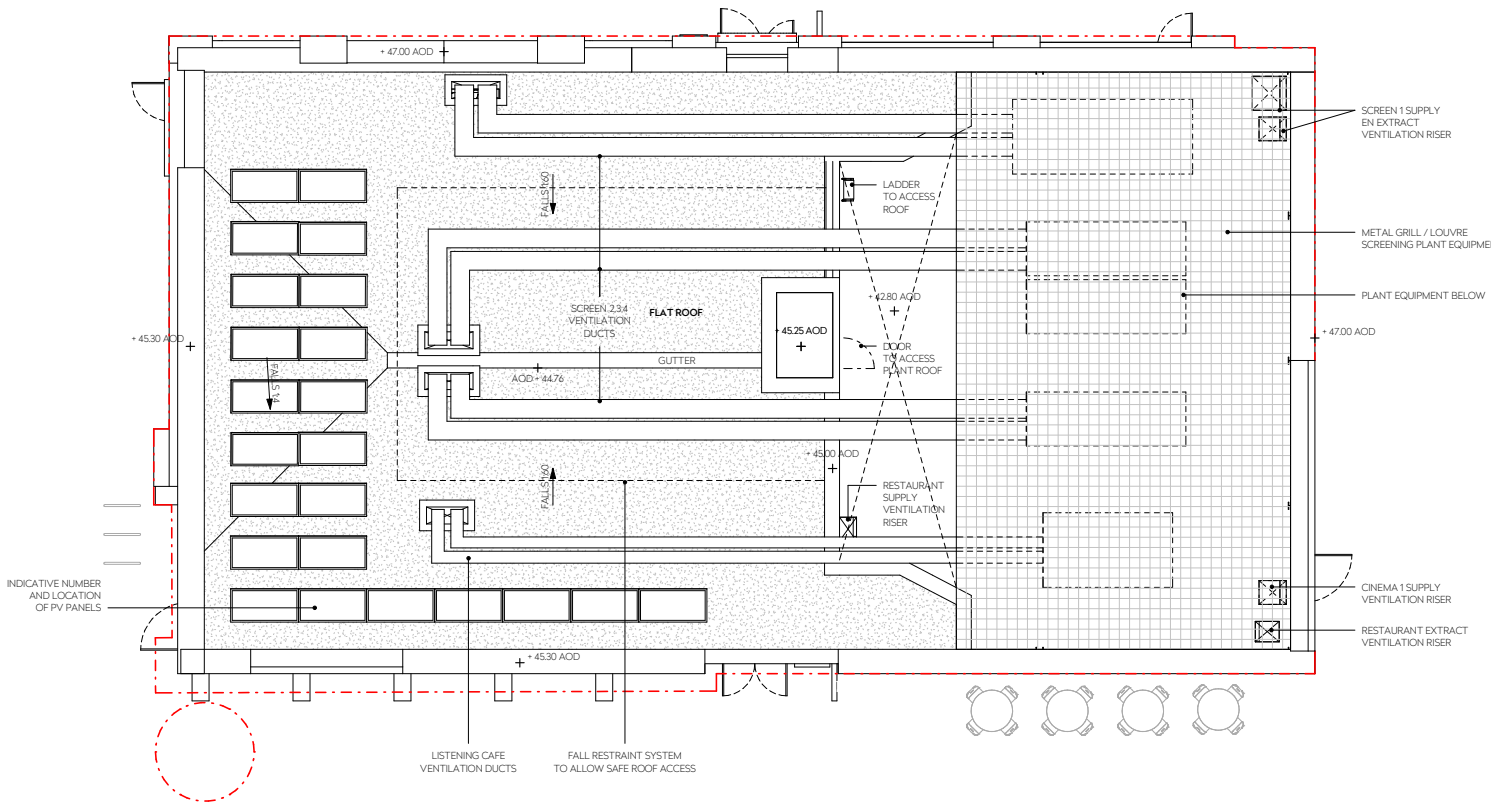 + 47.00 AOD
SCREEN 1 SUPPLY
EN EXTRACT
VENTILATION RISER
FALLS 1:60
LADDER
TO ACCESS
ROOF
METAL GRILL / LOUVRE
SCREENING PLANT EQUIPME
PLANT EQUIPMENT BELOW
+ 42.80 AOD
SCREEN 2,3,4
VENTILATION
DUCTS
FLAT ROOF
+ 45.25 AOD
+ 47.00 AOD
+ 45.30 AOD
GUTTER
DOOR
TO ACCESS
PLANT ROOF
AOD + 44.76
+ 45.00 AOD
FALLS 1:60
RESTAURANT
SUPPLY
VENTILATION
RISER
INDICATIVE NUMBER
AND LOCATION
OF PV PANELS
CINEMA 1 SUPPLY
VENTILATION RISER
RESTAURANT EXTRACT
VENTILATION RISER
+ 45.30 AOD
LISTENING CAFE
VENTILATION DUCTS
FALL RESTRAINT SYSTEM
TO ALLOW SAFE ROOF ACCESS